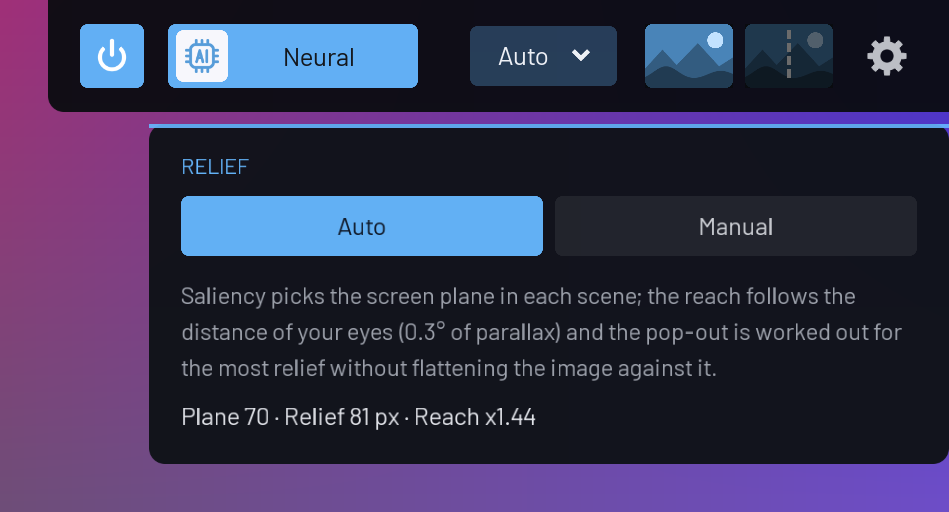 AI
Neural
Auto
RELIEF
Auto
Manual
Saliency picks the screen plane in each scene; the reach follows the
distance of your eyes (0.3° of parallax) and the pop-out is worked out for
the most relief without flattening the image against it.
Plane 70 · Relief 81 px · Reach x1.44